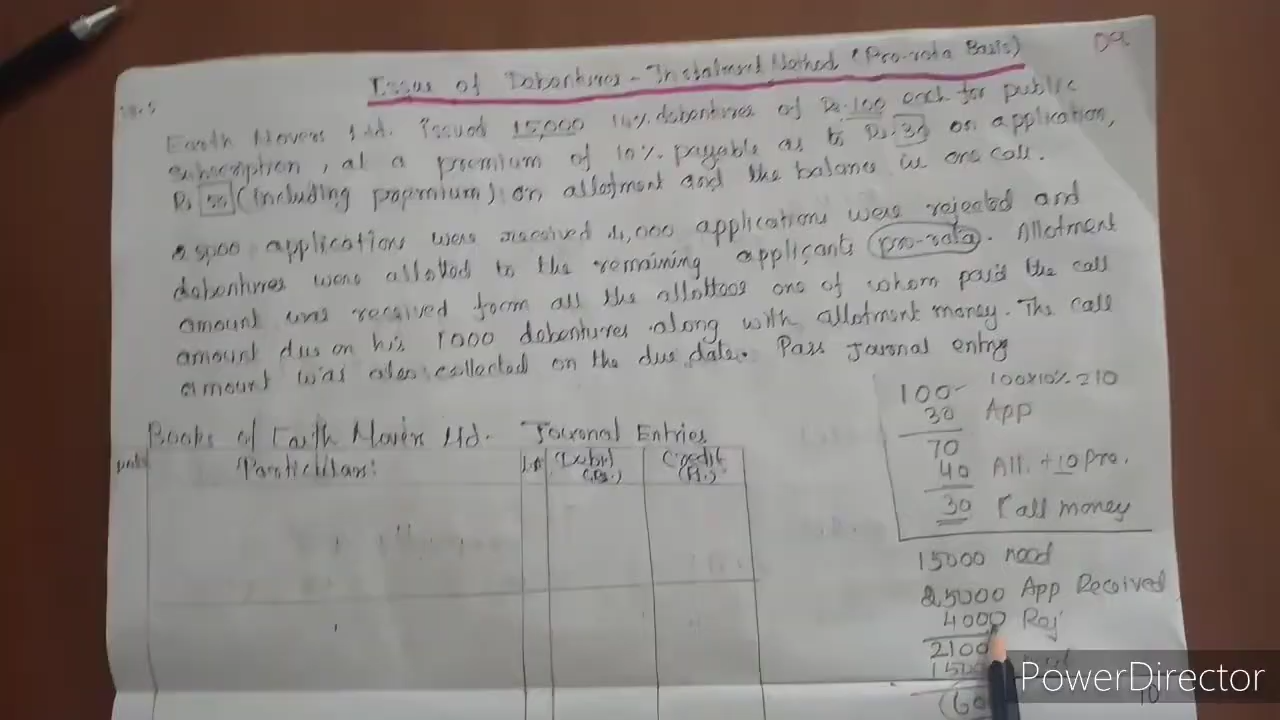 Issue of Debentures - Instalment Method (Pro-rata Basis)
09
Earth Movers Ltd. issued 15,000 14% debentures of Rs.100 each for public
subscription, at a premium of 10% payable as to Rs.30 on application,
Rs 50 (including propmium) on allotment and the balance in one call.
25000 applications were received 4,000 applications were rejected and
debentures were allotted to the remaining applicants (pro-rata). Allotment
amount was received form all the allottees one of whom paid the call
amount due on his 1000 debentures along with allotment money. The call
amount was also collected on the due date. Pass Journal entry
100 100x10%=10
30 App
70
40 All. +10 pre.
30 Call money
Books of Earth Movers Ltd. Journal Entries
Particulars Debit (Rs.) Credit (Rs.)
15000 need
25000 App Received
4000 Rej
2100
PowerDirector